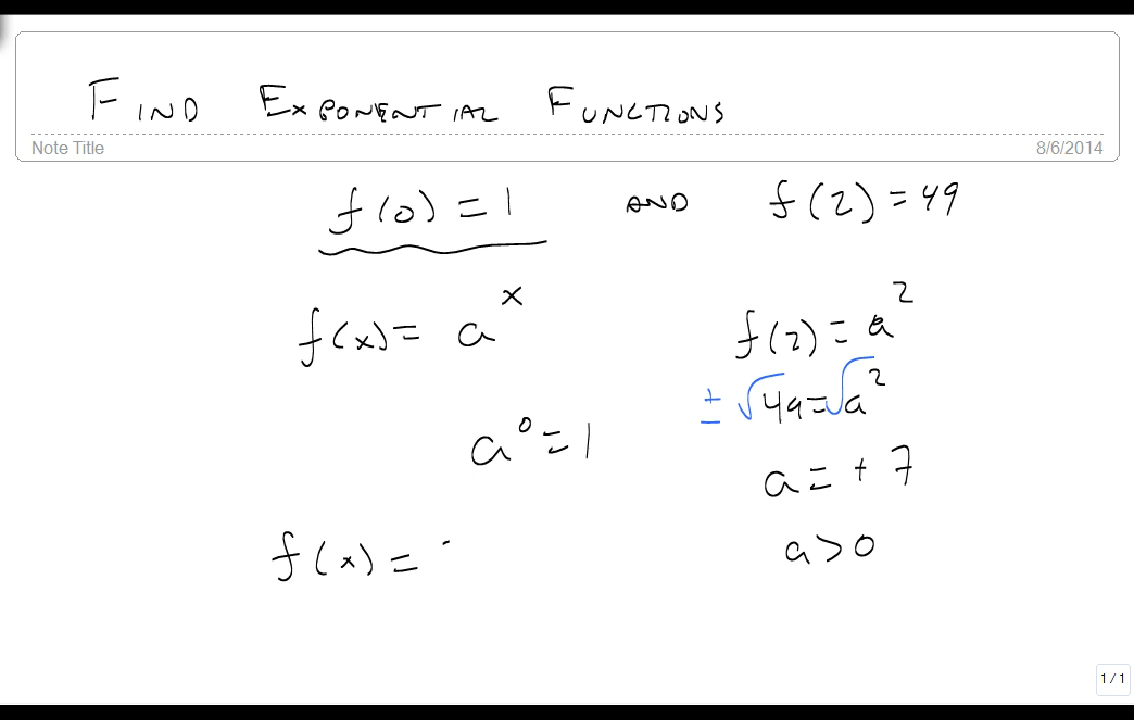 FIND EXPONENTIAL FUNCTIONS
Note Title 8/6/2014
f(0) = 1 AND f(2) = 49
f(x) = a^x f(2) = a^2
± √49 = √a^2
a^0 = 1
a = + 7
f(x) = a > 0
1/1